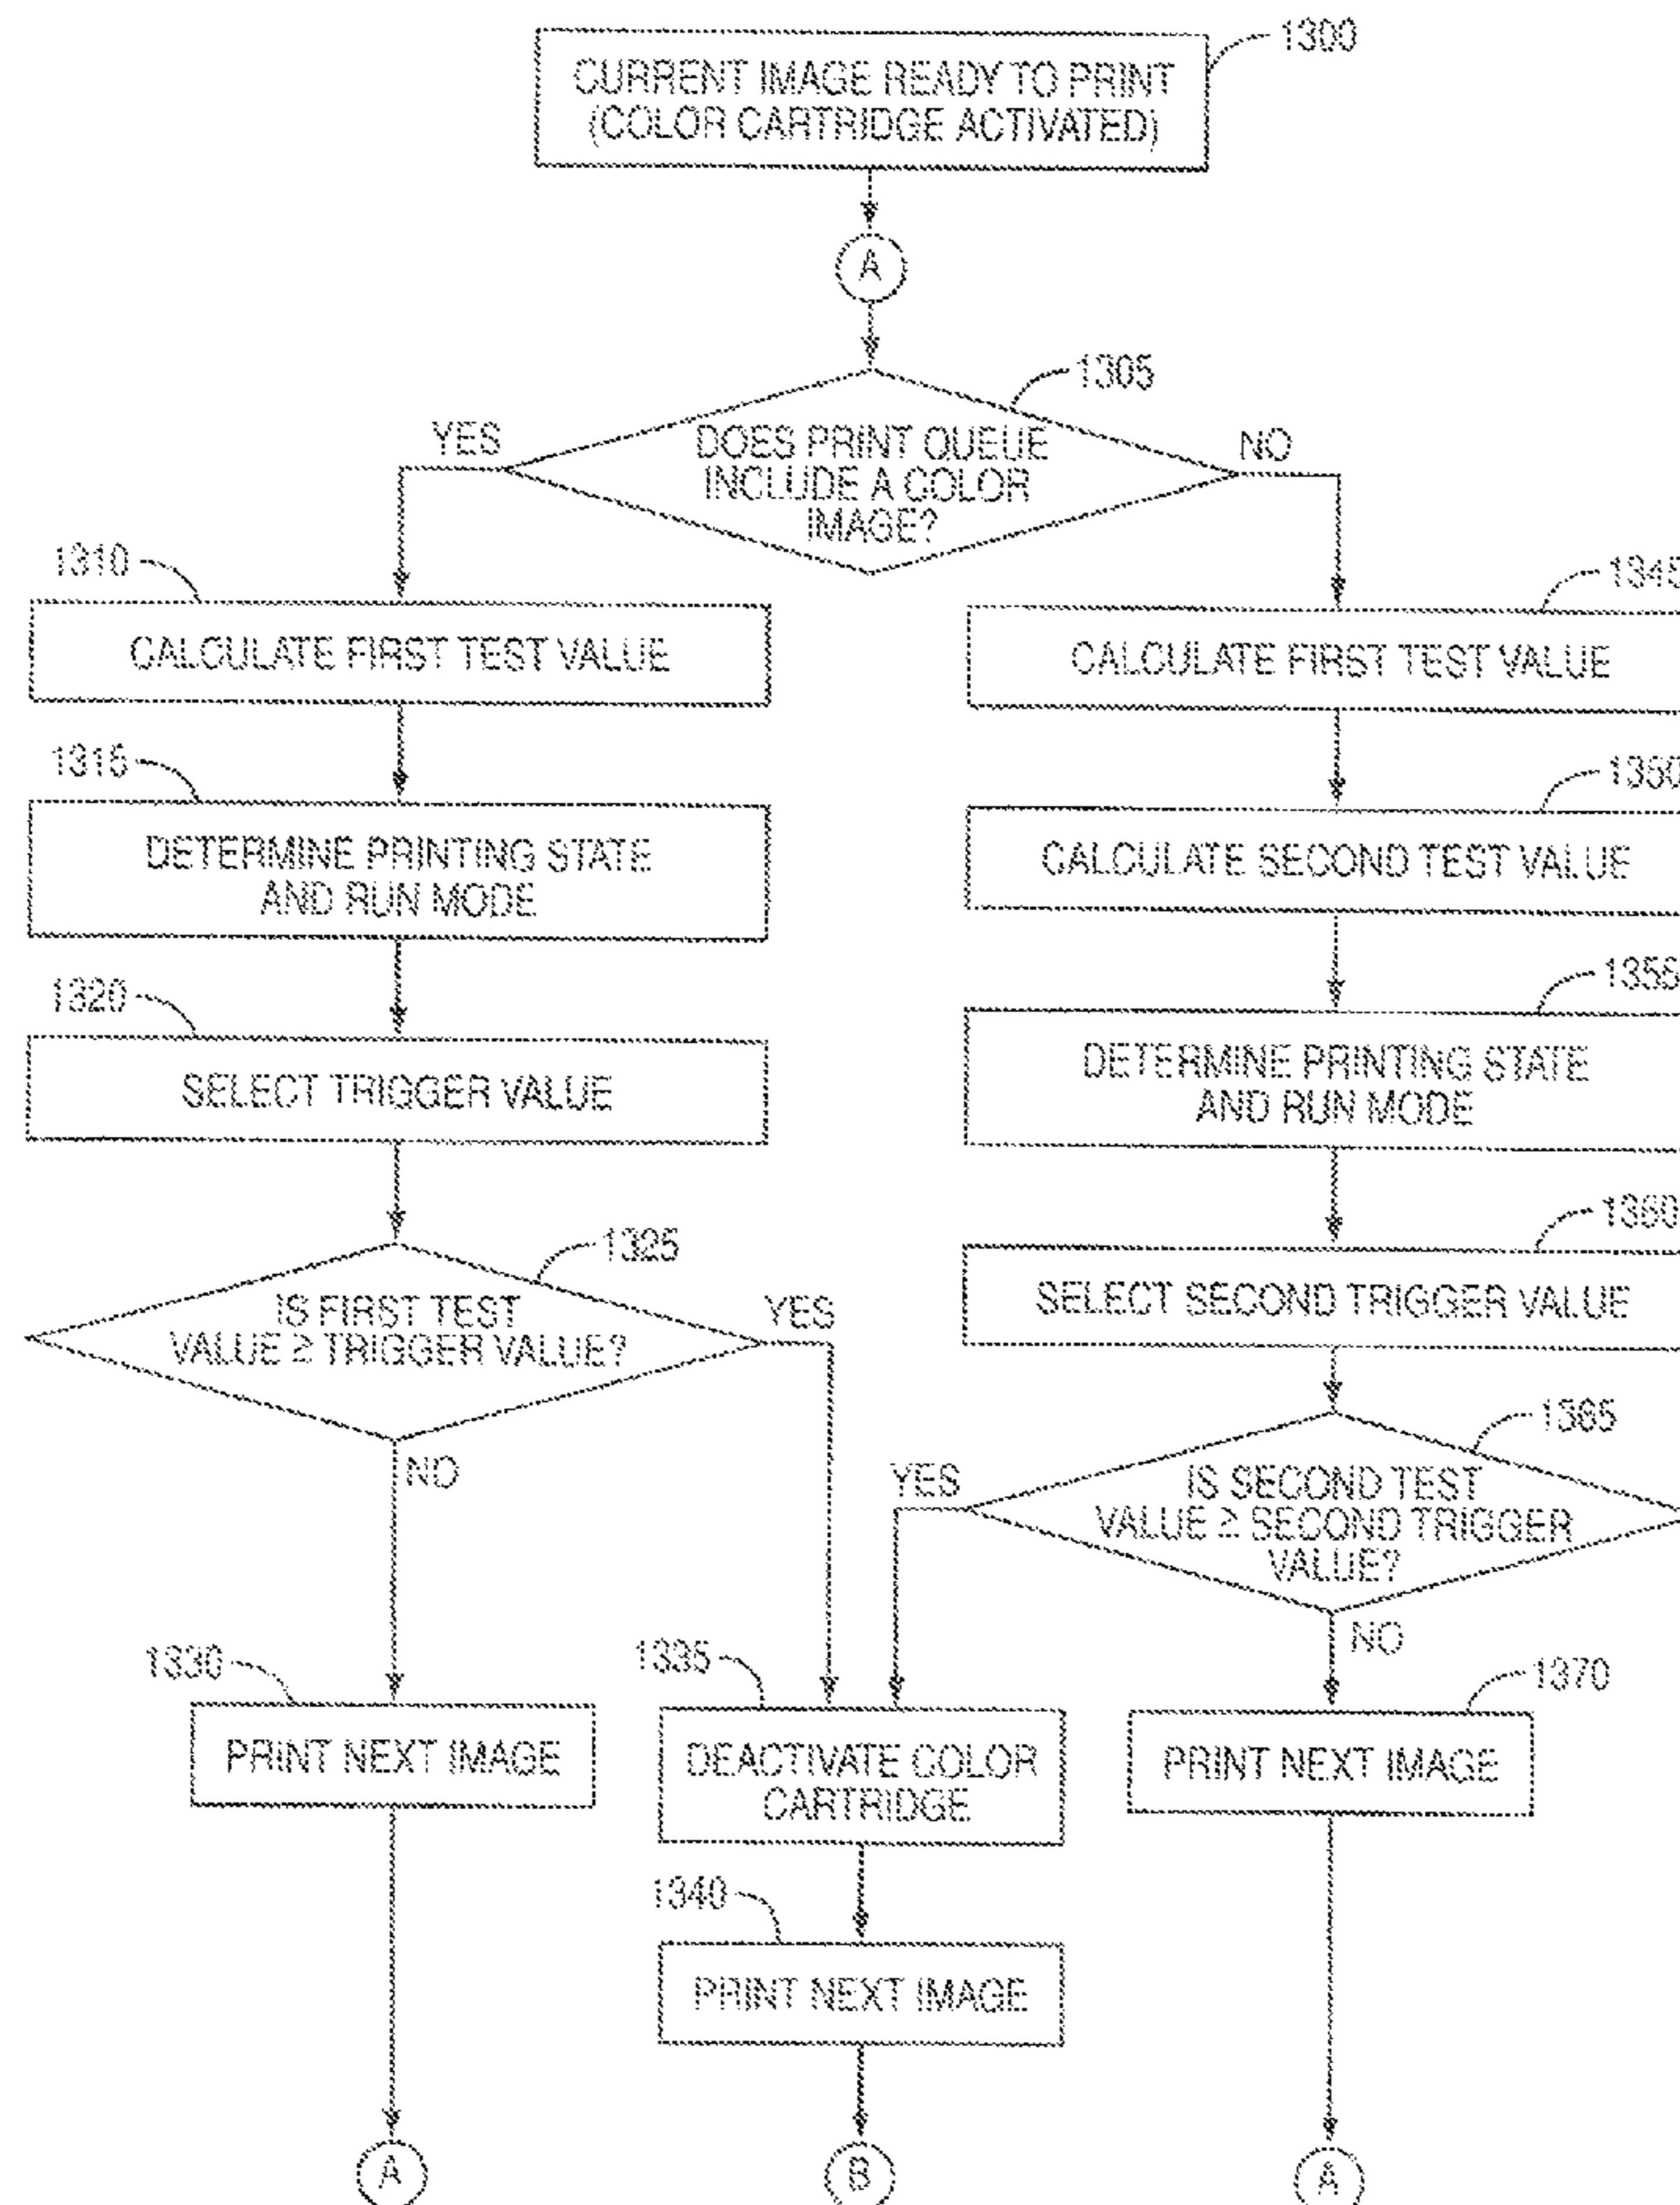 1300
CURRENT IMAGE READY TO PRINT
(COLOR CARTRIDGE ACTIVATED)
A
1305
DOES PRINT QUEUE
INCLUDE A COLOR
IMAGE?
YES
NO
1310
CALCULATE FIRST TEST VALUE
1315
DETERMINE PRINTING STATE
AND RUN MODE
1320
SELECT TRIGGER VALUE
1325
IS FIRST TEST
VALUE ≥ TRIGGER VALUE?
YES
NO
1345
CALCULATE FIRST TEST VALUE
1350
CALCULATE SECOND TEST VALUE
1355
DETERMINE PRINTING STATE
AND RUN MODE
1360
SELECT SECOND TRIGGER VALUE
1365
IS SECOND TEST
VALUE ≥ SECOND TRIGGER
VALUE?
YES
NO
1330
PRINT NEXT IMAGE
1335
DEACTIVATE COLOR
CARTRIDGE
1340
PRINT NEXT IMAGE
1370
PRINT NEXT IMAGE
A
B
A